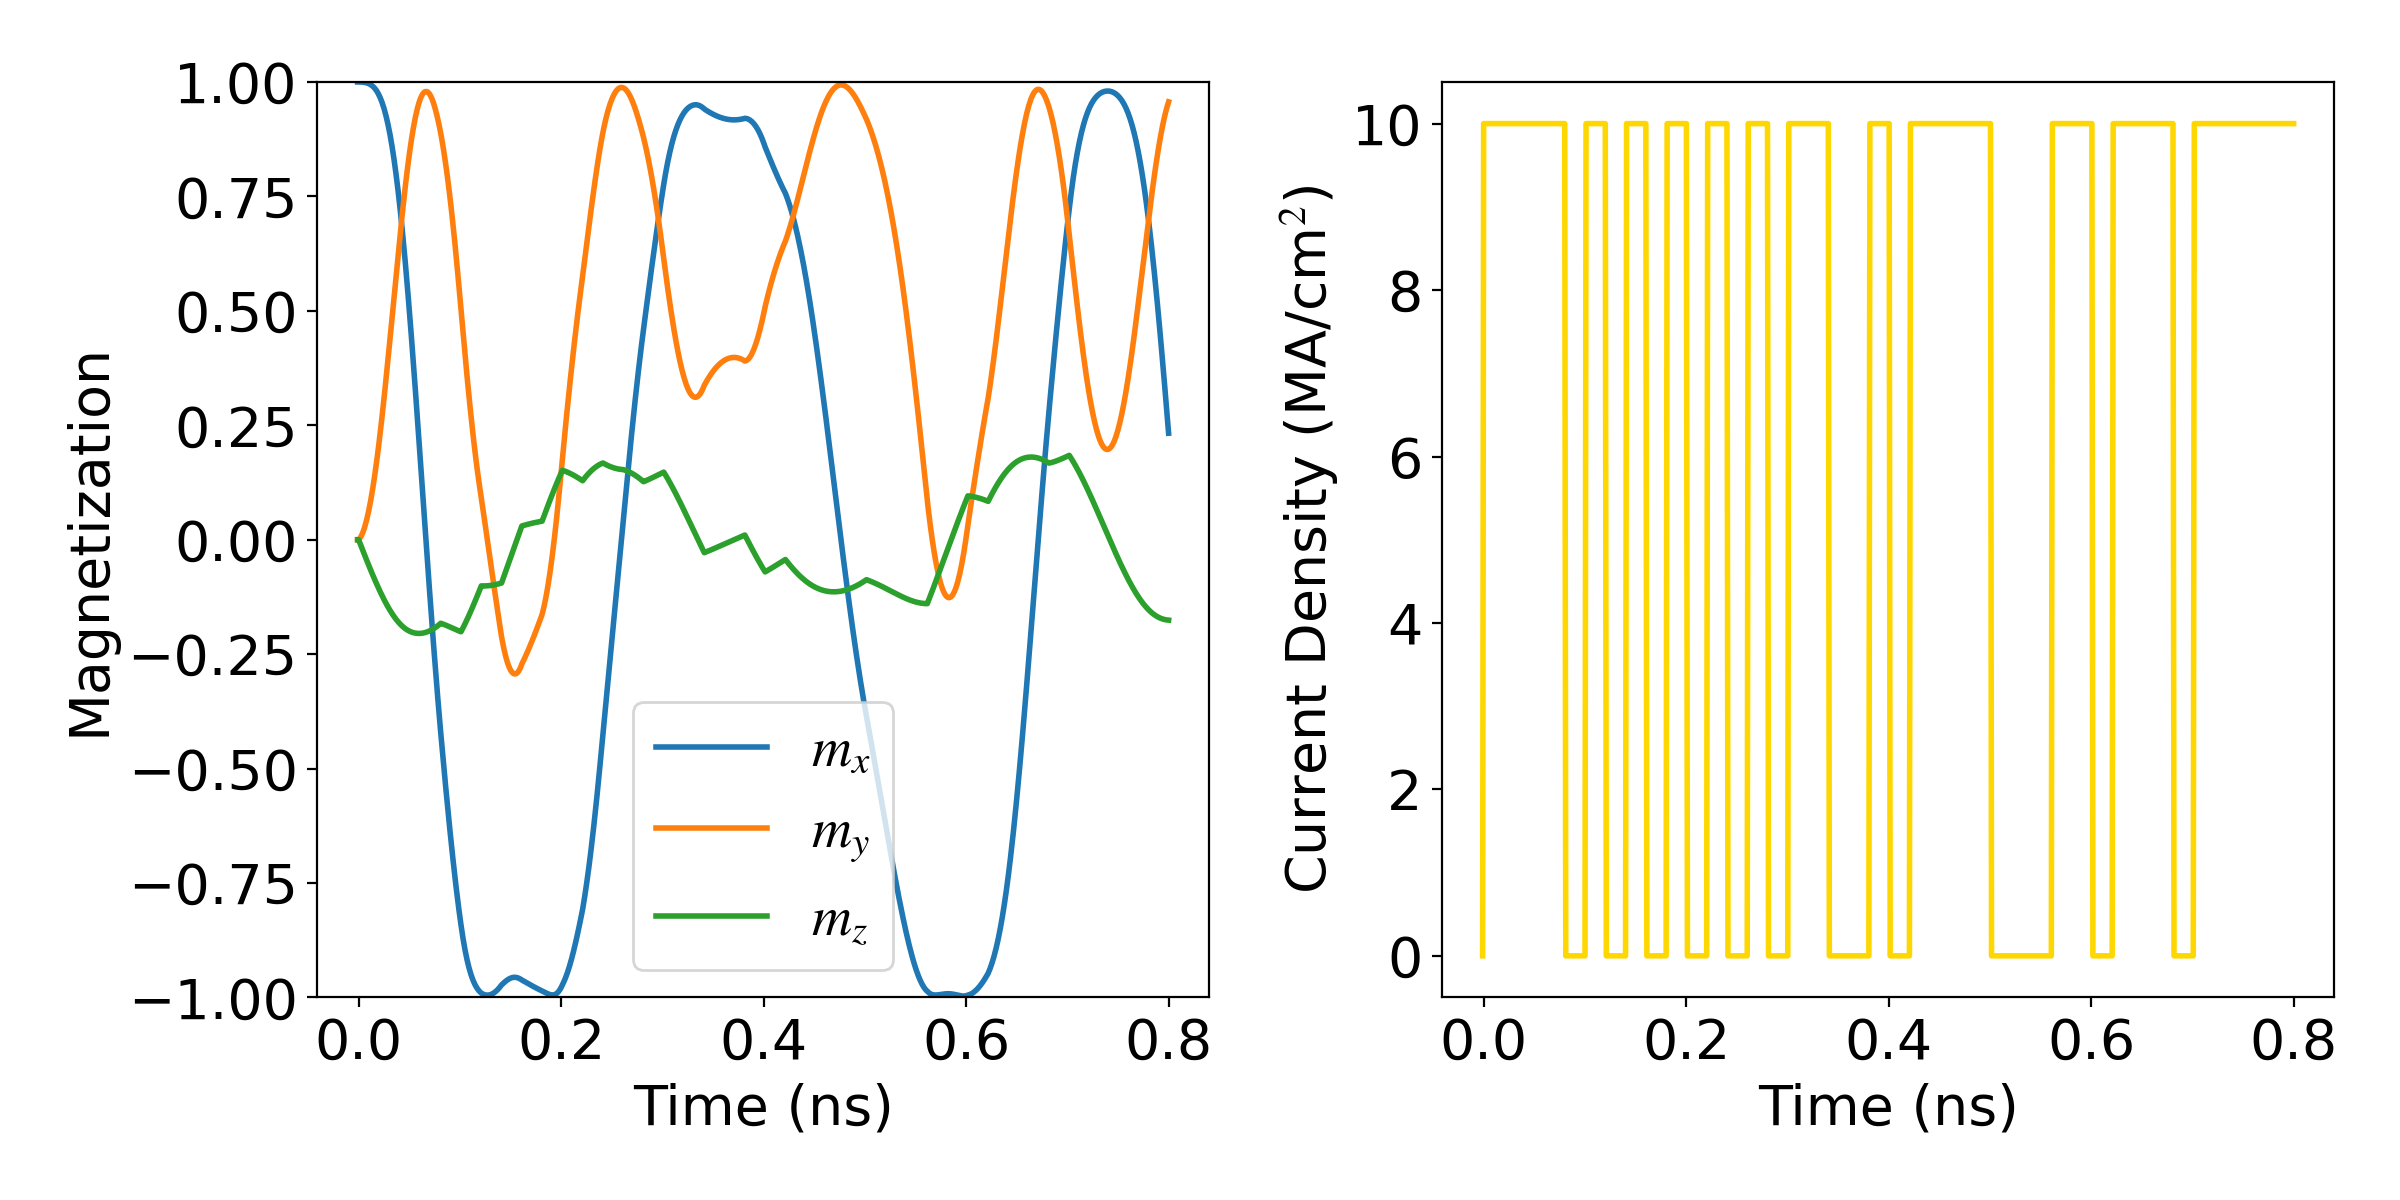 1.00
0.75
0.50
0.25
0.00
−0.25
−0.50
−0.75
−1.00
Magnetization
0.0 0.2 0.4 0.6 0.8
Time (ns)
m_x
m_y
m_z
10
8
6
4
2
0
Current Density (MA/cm²)
0.0 0.2 0.4 0.6 0.8
Time (ns)